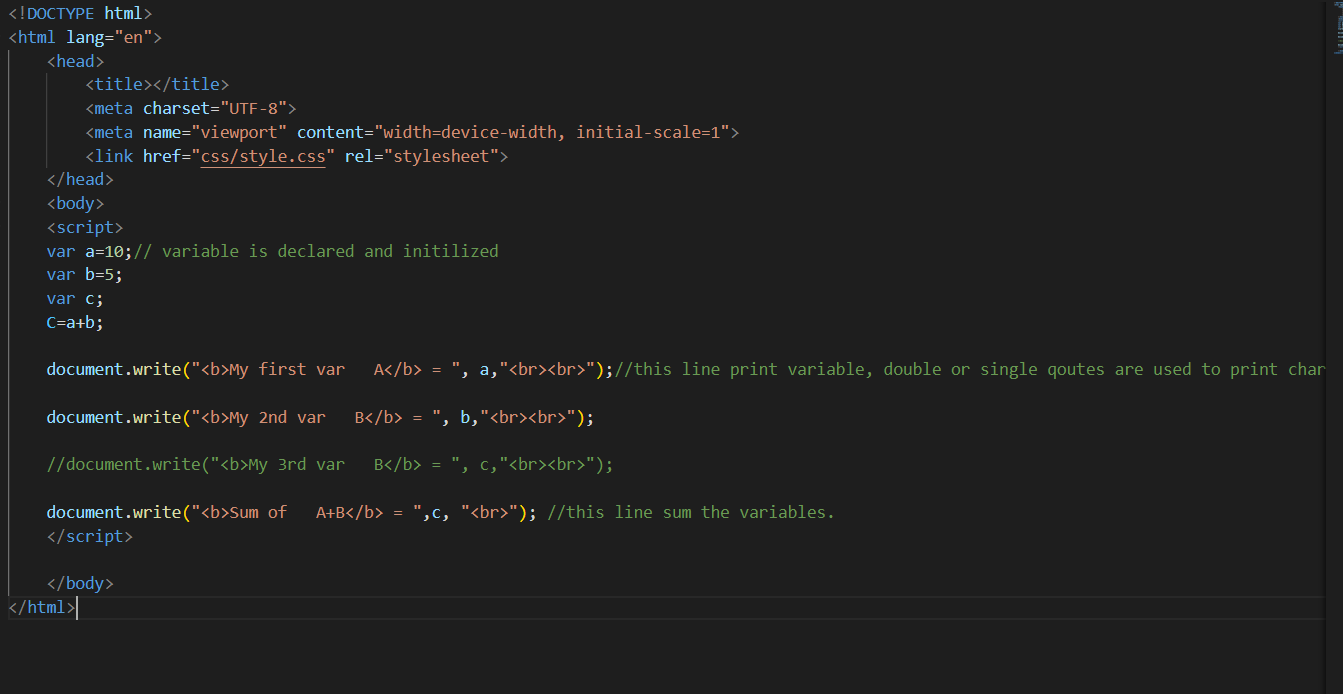 <!DOCTYPE html>
<html lang="en">
    <head>
        <title></title>
        <meta charset="UTF-8">
        <meta name="viewport" content="width=device-width, initial-scale=1">
        <link href="css/style.css" rel="stylesheet">
    </head>
    <body>
    <script>
    var a=10;// variable is declared and initilized
    var b=5;
    var c;
    C=a+b;
    document.write("<b>My first var   A</b> = ", a,"<br><br>");//this line print variable, double or single qoutes are used to print char
    document.write("<b>My 2nd var   B</b> = ", b,"<br><br>");
    //document.write("<b>My 3rd var   B</b> = ", c,"<br><br>");
    document.write("<b>Sum of   A+B</b> = ",c, "<br>"); //this line sum the variables.
    </script>
    </body>
</html>